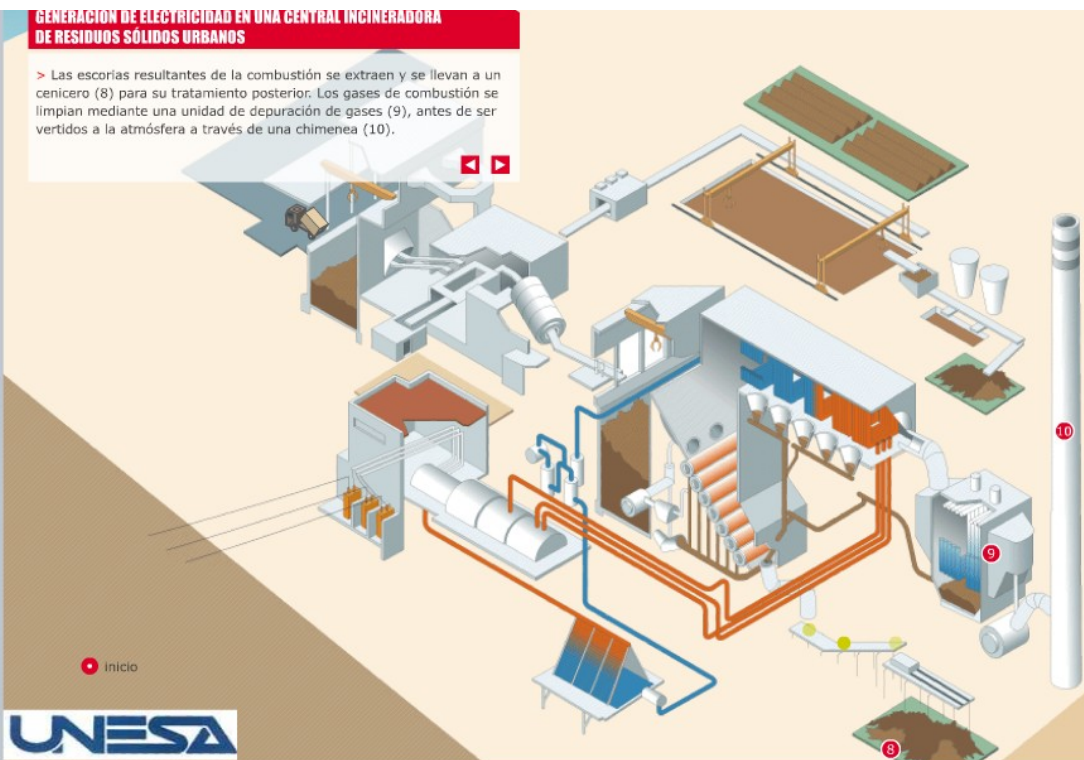 GENERACIÓN DE ELECTRICIDAD EN UNA CENTRAL INCINERADORA
DE RESIDUOS SÓLIDOS URBANOS
> Las escorias resultantes de la combustión se extraen y se llevan a un
cenicero (8) para su tratamiento posterior. Los gases de combustión se
limpian mediante una unidad de depuración de gases (9), antes de ser
vertidos a la atmósfera a través de una chimenea (10).
10
9
inicio
UNESA
8